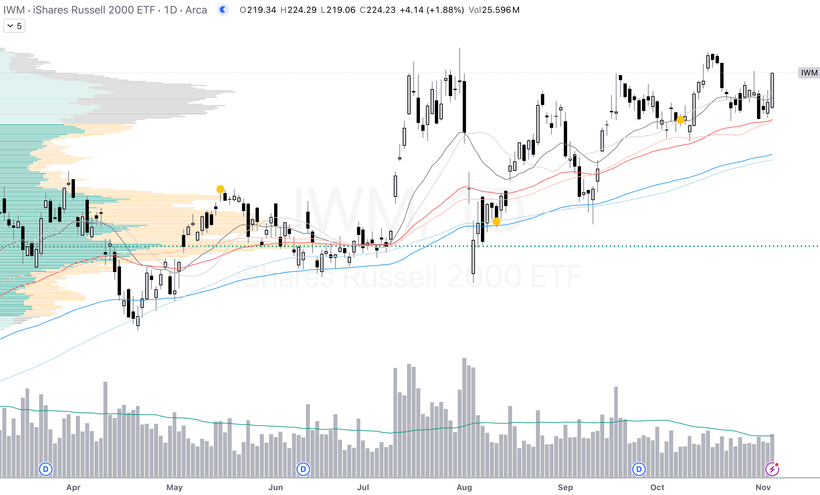 IWM · iShares Russell 2000 ETF · 1D · Arca O219.34 H224.29 L219.06 C224.23 +4.14 (+1.88%) Vol25.596M
5
IWM
IWM
iShares Russell 2000 ETF
D D D
Apr May Jun Jul Aug Sep Oct Nov